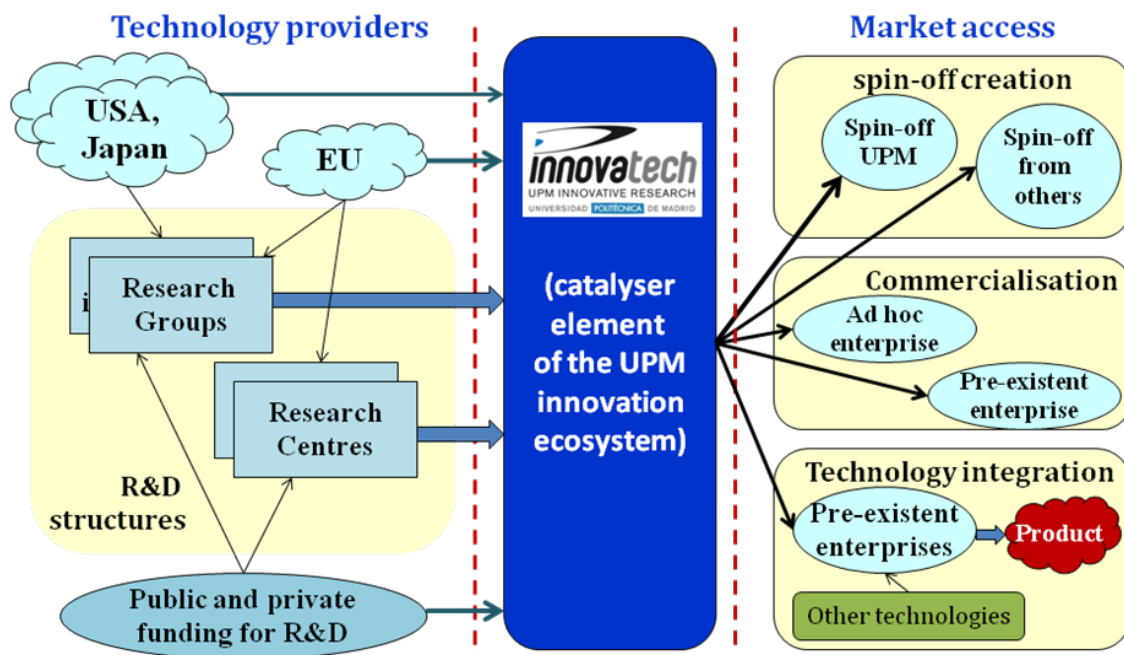 Technology providers
Market access
USA,
Japan
EU
Research
Groups
Research
Centres
R&D
structures
Public and private
funding for R&D
innovatech
UPM INNOVATIVE RESEARCH
UNIVERSIDAD POLITÉCNICA DE MADRID
(catalyser
element
of the UPM
innovation
ecosystem)
spin-off creation
Spin-off
UPM
Spin-off
from
others
Commercialisation
Ad hoc
enterprise
Pre-existent
enterprise
Technology integration
Pre-existent
enterprises
Product
Other technologies